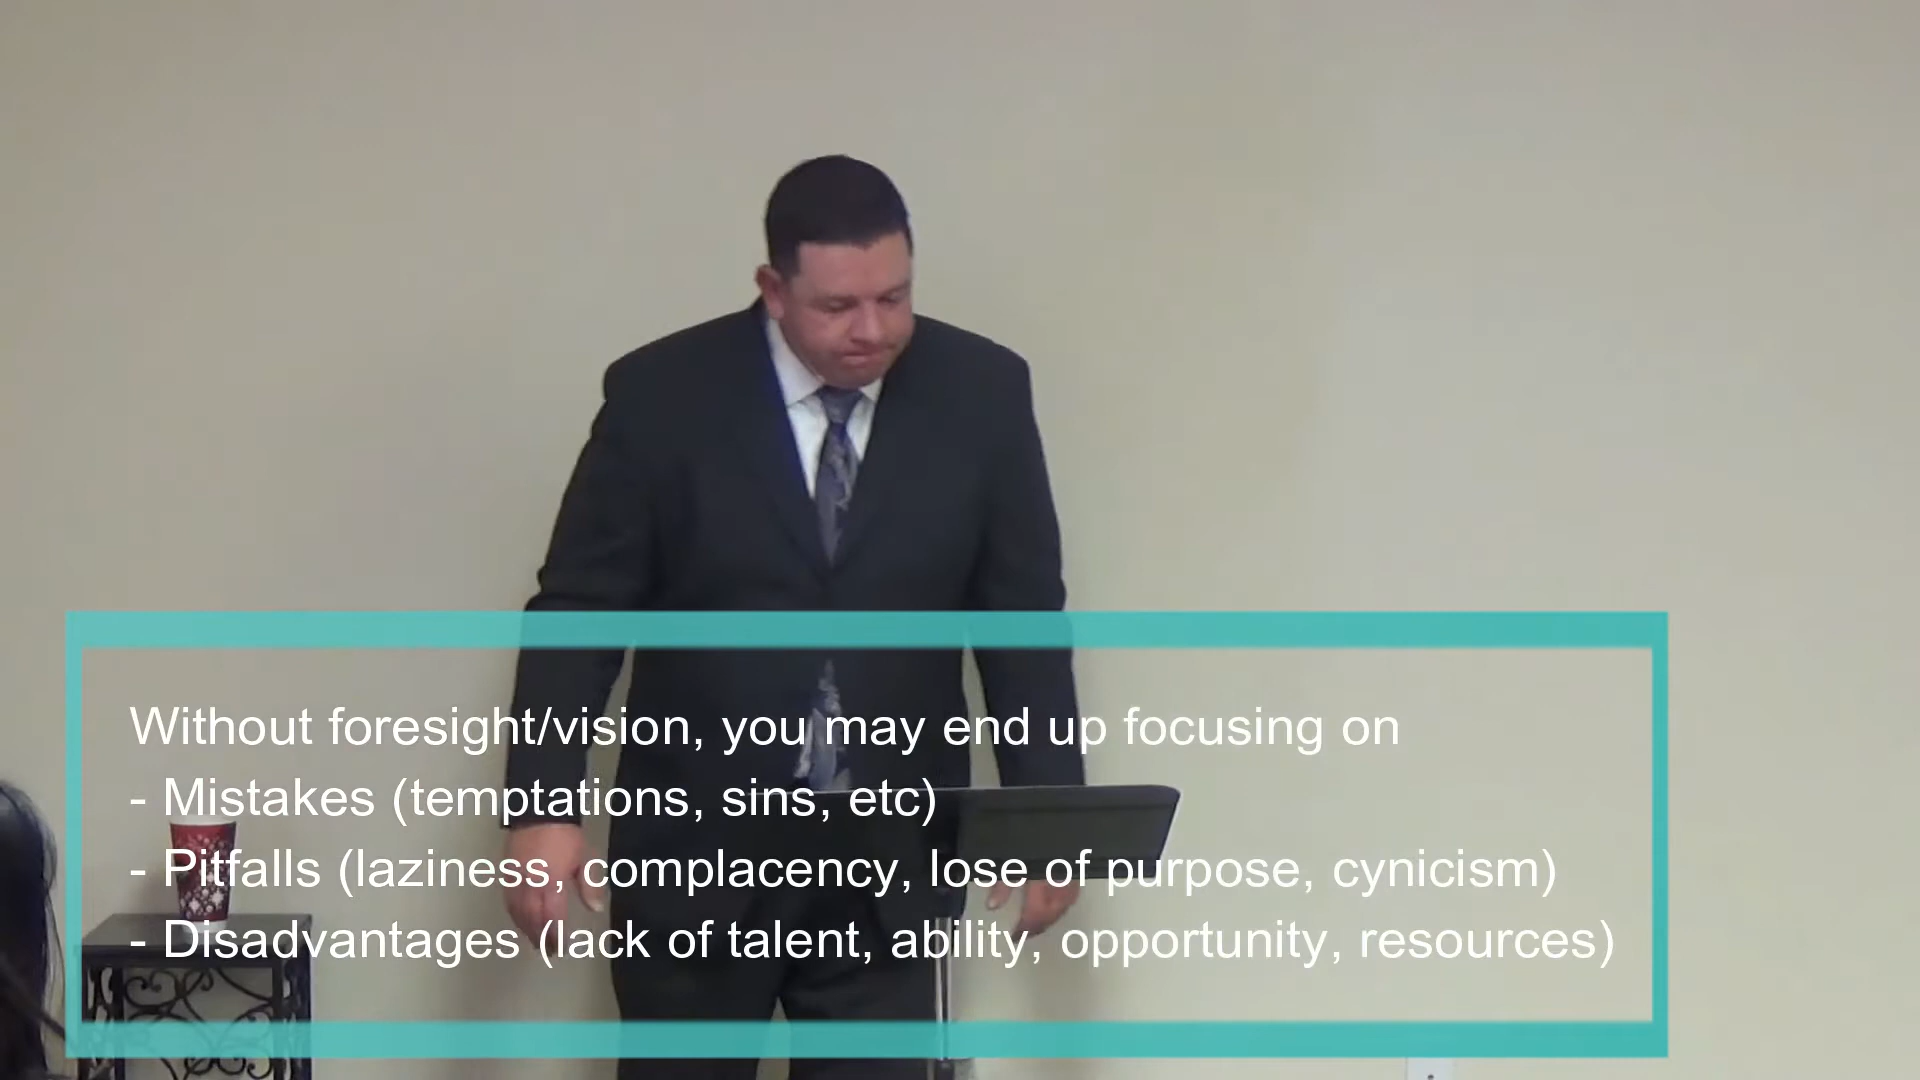 Without foresight/vision, you may end up focusing on
- Mistakes (temptations, sins, etc)
- Pitfalls (laziness, complacency, lose of purpose, cynicism)
- Disadvantages (lack of talent, ability, opportunity, resources)